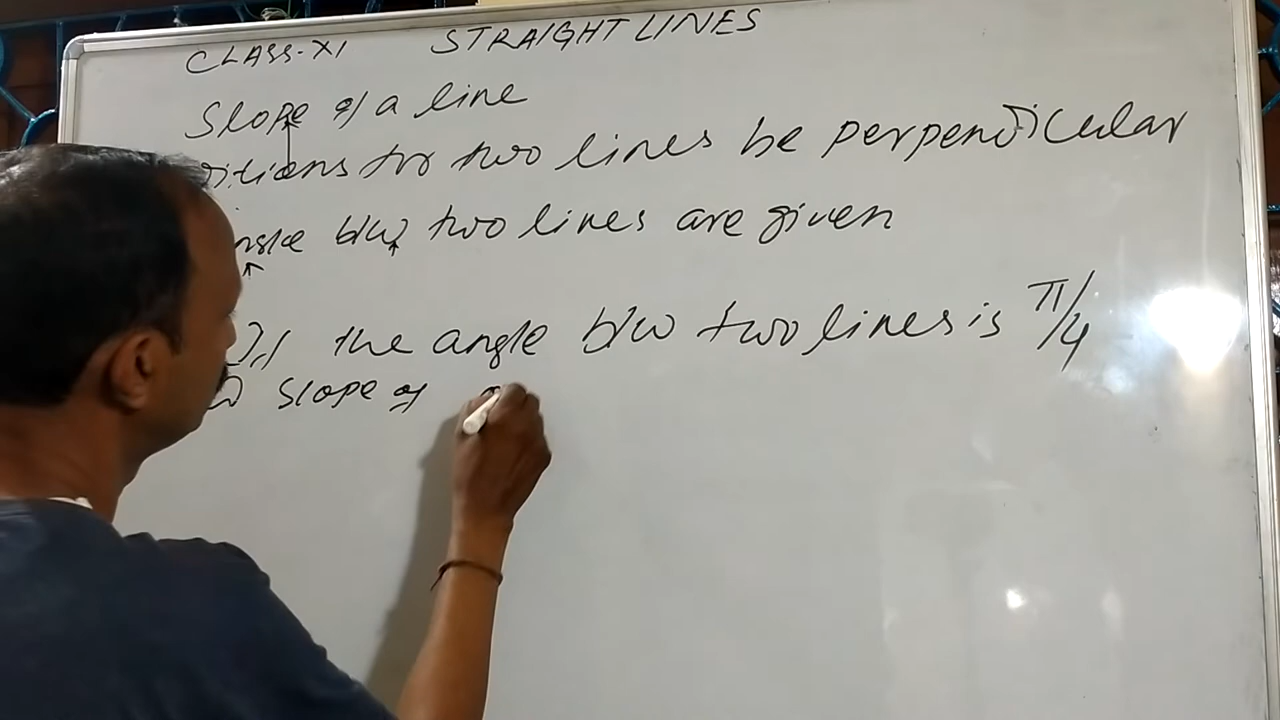 CLASS-XI STRAIGHT LINES
Slope of a line
for two lines be perpendicular
b/w two lines are given
the angle b/w two lines is π/4
slope of